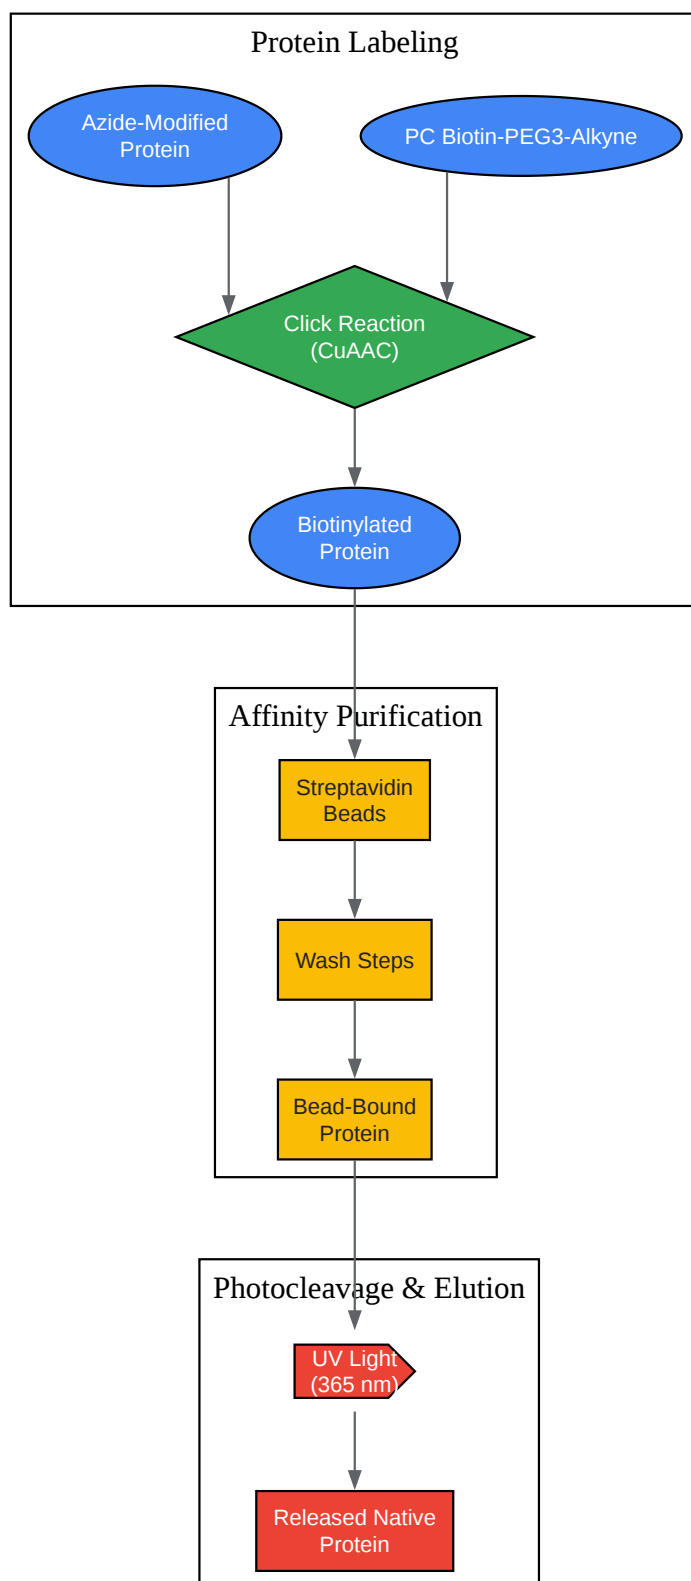 Protein Labeling
Azide-Modified
Protein
PC Biotin-PEG3-Alkyne
Click Reaction
(CuAAC)
Biotinylated
Protein
Affinity Purification
Streptavidin
Beads
Wash Steps
Bead-Bound
Protein
Photocleavage & Elution
UV Light
(365 nm)
Released Native
Protein